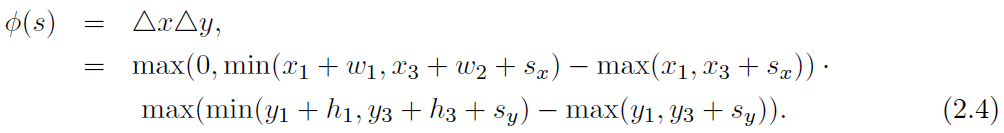 ϕ(s) = △x△y,
= max(0, min(x₁ + w₁, x₃ + w₂ + sₓ) − max(x₁, x₃ + sₓ)) ·
max(min(y₁ + h₁, y₃ + h₃ + s_y) − max(y₁, y₃ + s_y)). (2.4)